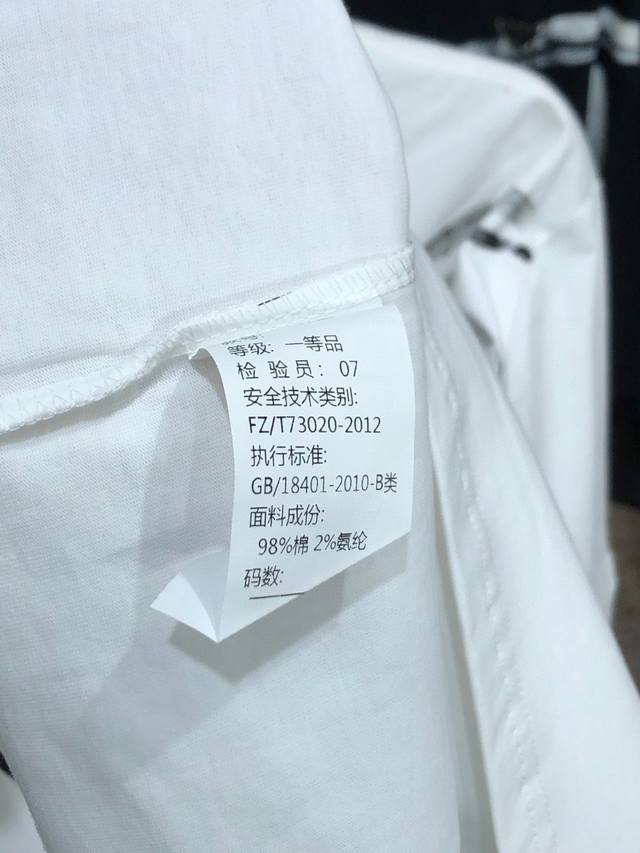 等级: 一等品
检 验 员: 07
安全技术类别:
FZ/T73020-2012
执行标准:
GB/18401-2010-B类
面料成份:
98%棉 2%氨纶
码数: